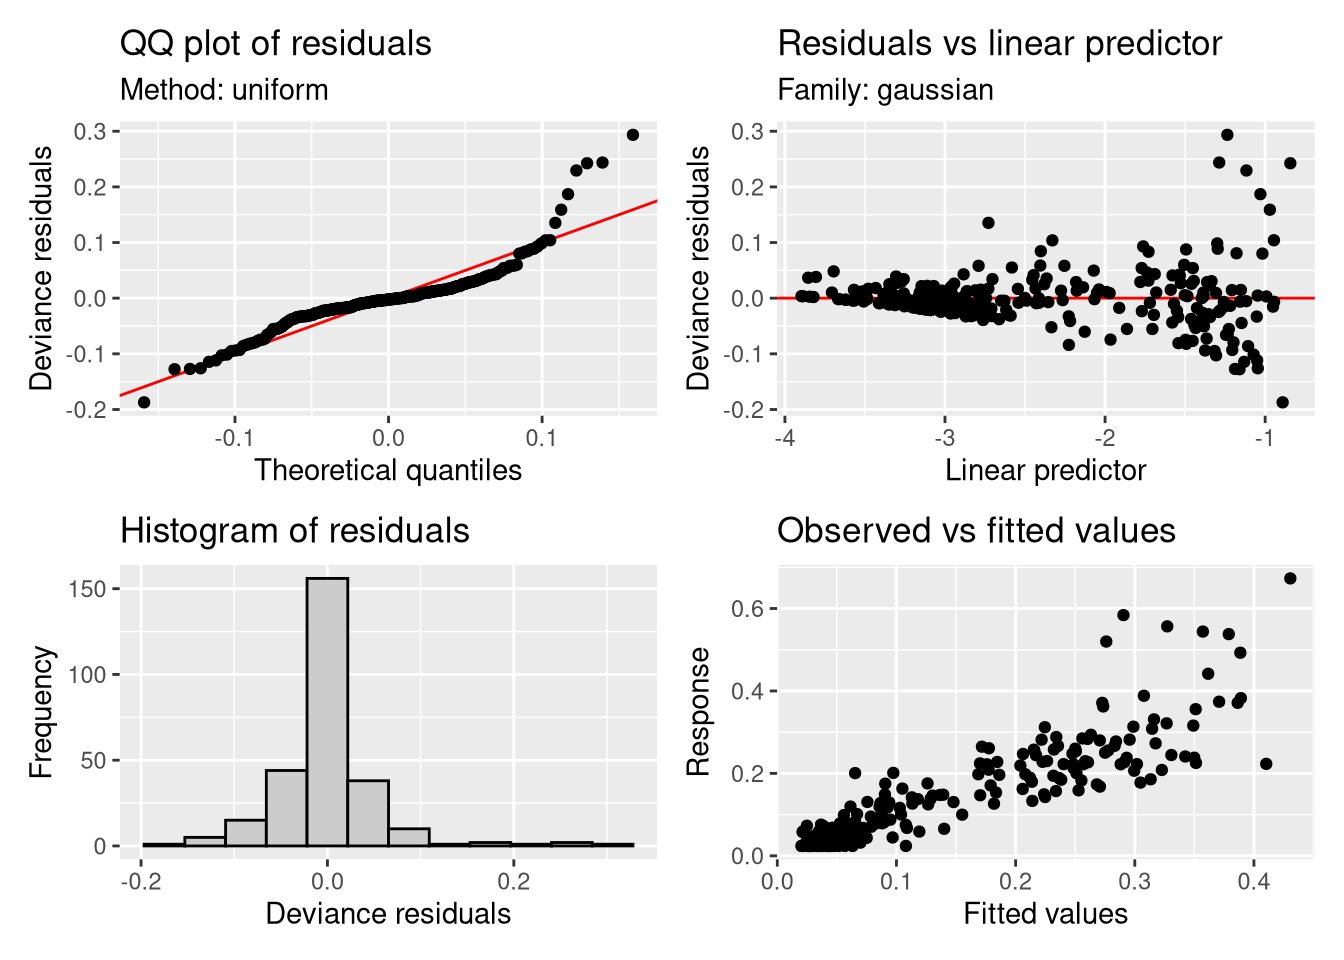 QQ plot of residuals
Method: uniform
Deviance residuals
0.3
0.2
0.1
0.0
-0.1
-0.2
-0.1
0.0
0.1
Theoretical quantiles
Residuals vs linear predictor
Family: gaussian
Deviance residuals
0.3
0.2
0.1
0.0
-0.1
-0.2
-4
-3
-2
-1
Linear predictor
Histogram of residuals
Frequency
150
100
50
0
-0.2
0.0
0.2
Deviance residuals
Observed vs fitted values
Response
0.6
0.4
0.2
0.0
0.0
0.1
0.2
0.3
0.4
Fitted values